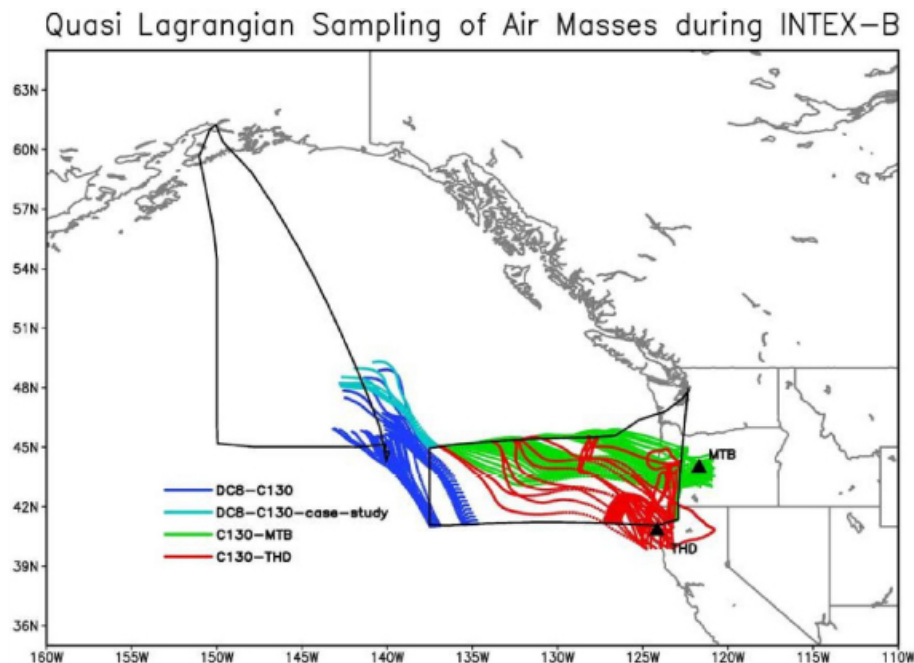 Quasi Lagrangian Sampling of Air Masses during INTEX-B
63N
60N
57N
54N
51N
48N
45N
42N
39N
36N
MTB
THD
DC8-C130
DC8-C130-case-study
C130-MTB
C130-THD
160W 155W 150W 145W 140W 135W 130W 125W 120W 115W 110W